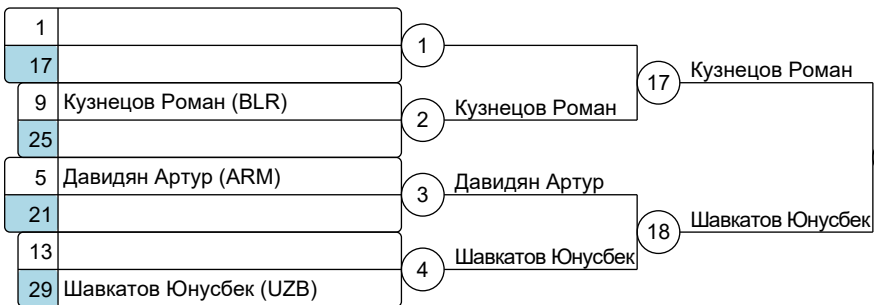 1
1
17
17
Кузнецов Роман
9 Кузнецов Роман (BLR)
2
Кузнецов Роман
25
5 Давидян Артур (ARM)
3
Давидян Артур
21
18
Шавкатов Юнусбек
13
4
Шавкатов Юнусбек
29 Шавкатов Юнусбек (UZB)